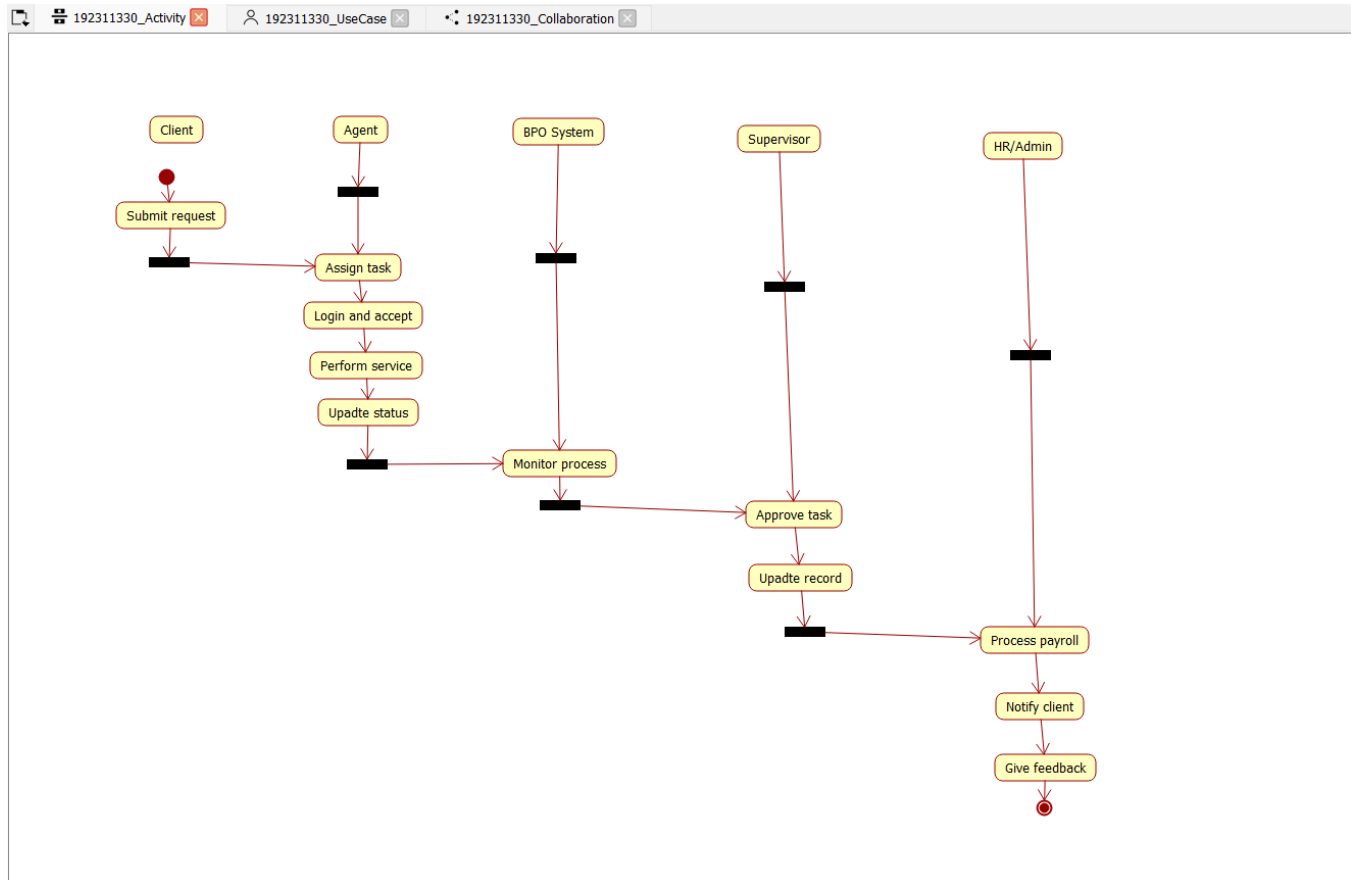 192311330_Activity
192311330_UseCase
192311330_Collaboration
Client
Agent
BPO System
Supervisor
HR/Admin
Submit request
Assign task
Login and accept
Perform service
Upadte status
Monitor process
Approve task
Upadte record
Process payroll
Notify client
Give feedback